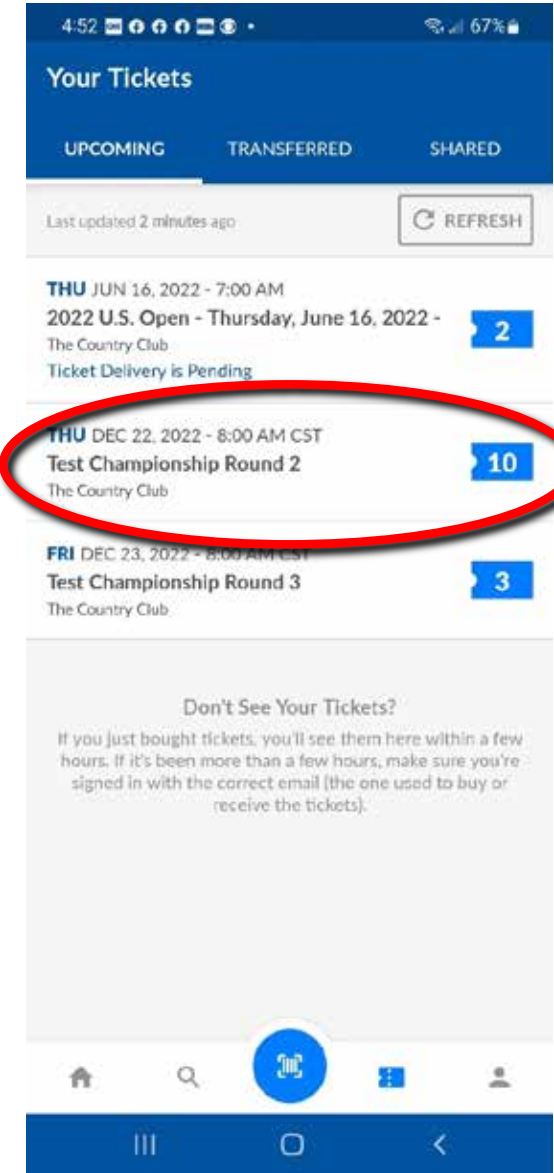 4:52 67%
Your Tickets
UPCOMING TRANSFERRED SHARED
Last updated 2 minutes ago REFRESH
THU JUN 16, 2022 - 7:00 AM
2022 U.S. Open - Thursday, June 16, 2022 - 2
The Country Club
Ticket Delivery is Pending
THU DEC 22, 2022 - 8:00 AM CST
Test Championship Round 2 10
The Country Club
FRI DEC 23, 2022 - 8:00 AM CST
Test Championship Round 3 3
The Country Club
Don't See Your Tickets?
If you just bought tickets, you'll see them here within a few
hours. If it's been more than a few hours, make sure you're
signed in with the correct email (the one used to buy or
receive the tickets).